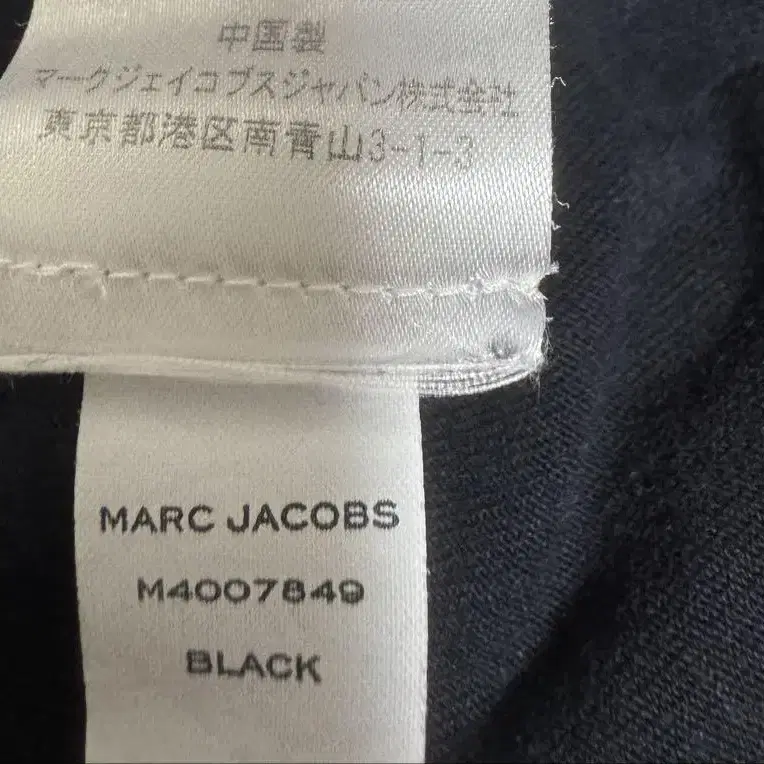 中国製
マークジェイコブスジャパン株式会社
東京都港区南青山3-1-3
MARC JACOBS
M4007849
BLACK